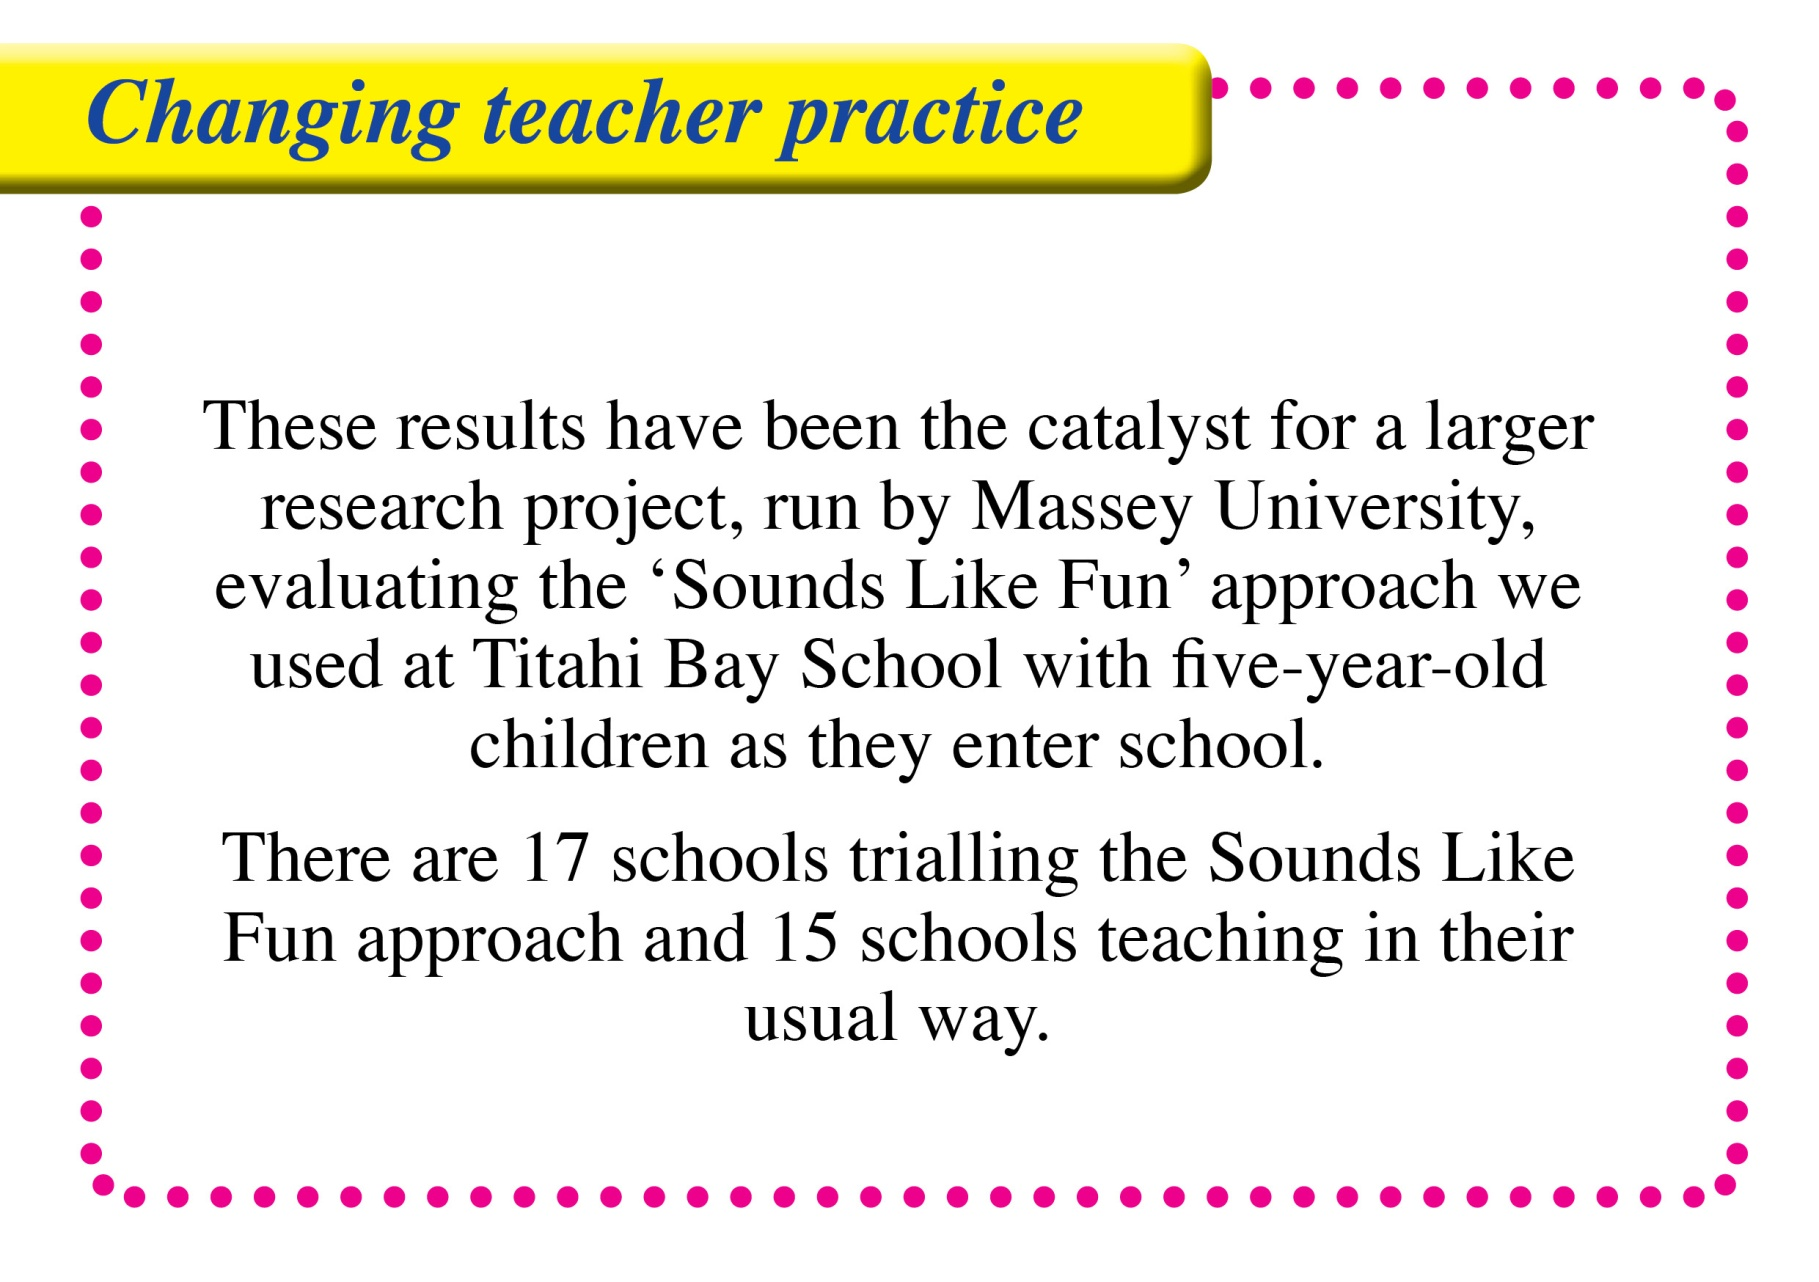 Changing teacher practice
These results have been the catalyst for a larger
research project, run by Massey University,
evaluating the ‘Sounds Like Fun’ approach we
used at Titahi Bay School with five-year-old
children as they enter school.
There are 17 schools trialling the Sounds Like
Fun approach and 15 schools teaching in their
usual way.